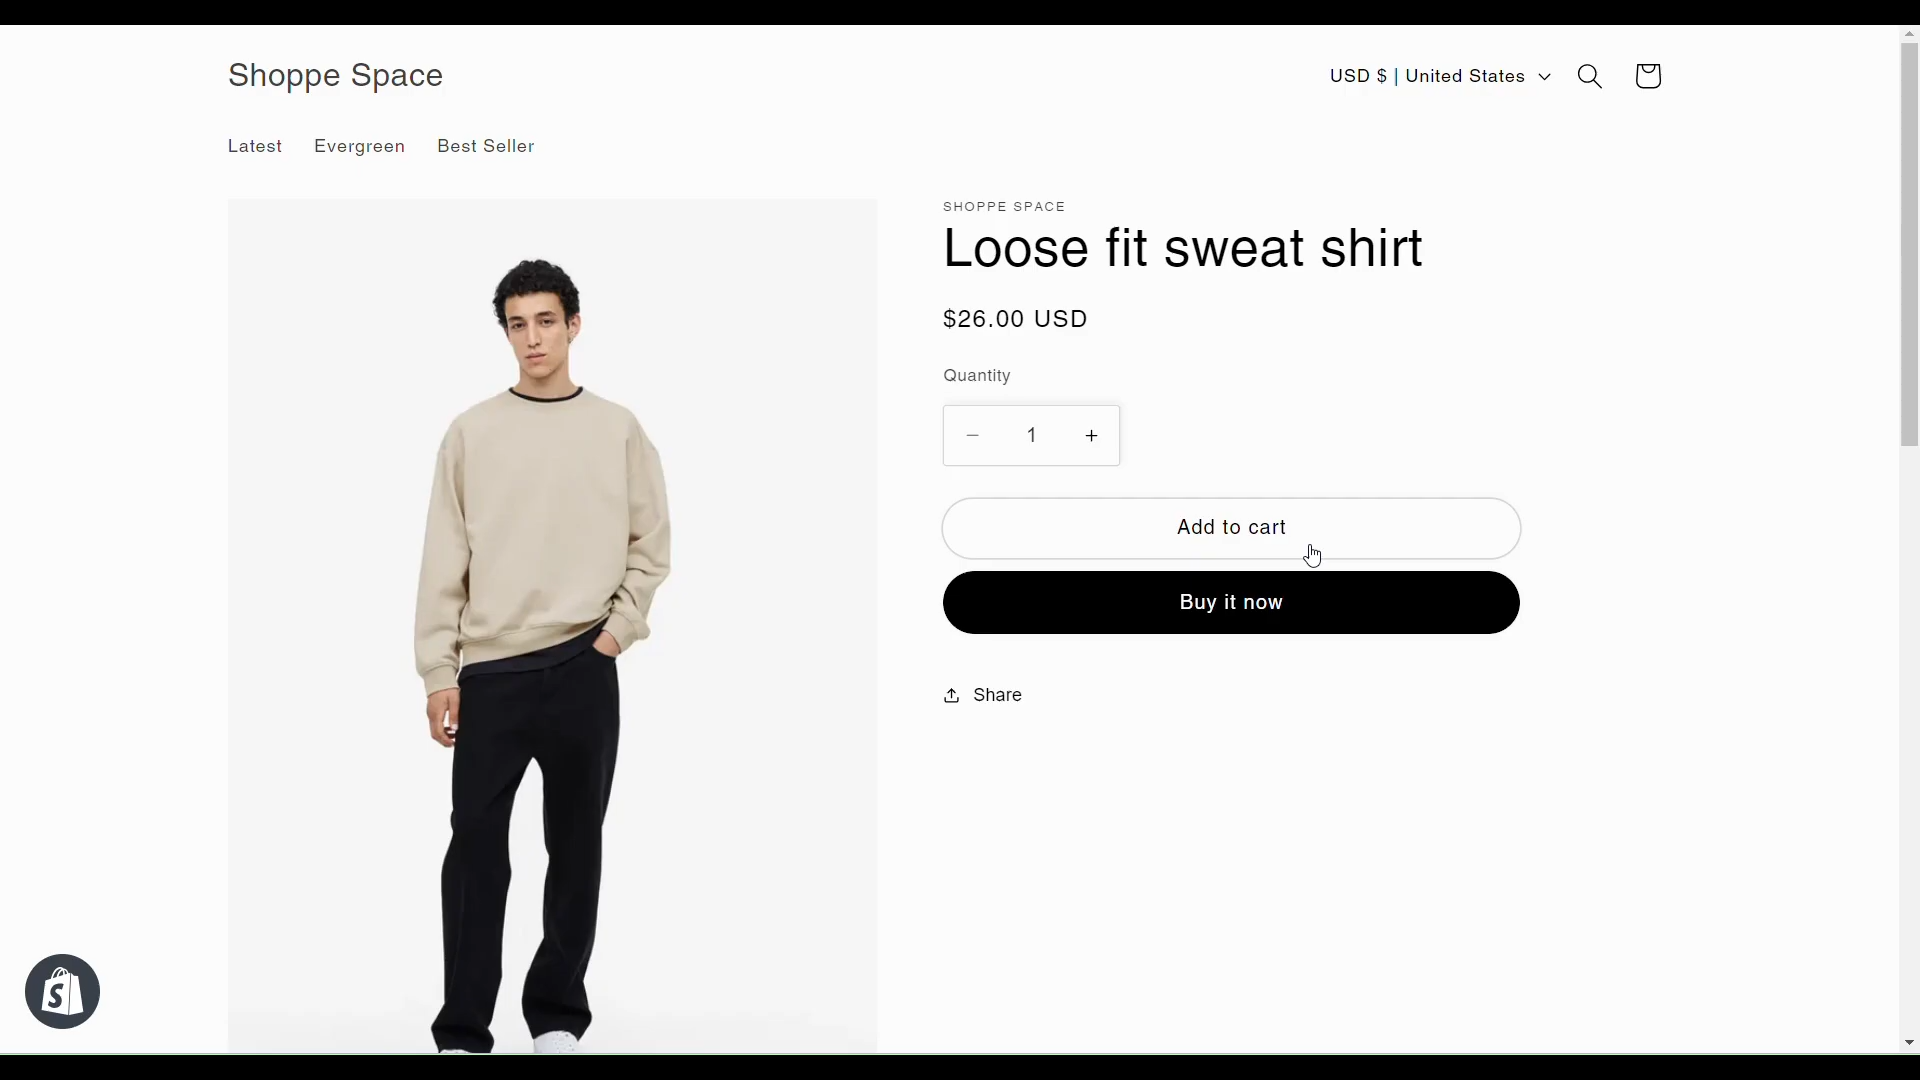 Shoppe Space
USD $ | United States
Latest Evergreen Best Seller
SHOPPE SPACE
Loose fit sweat shirt
$26.00 USD
Quantity
− 1 +
Add to cart
Buy it now
Share
S